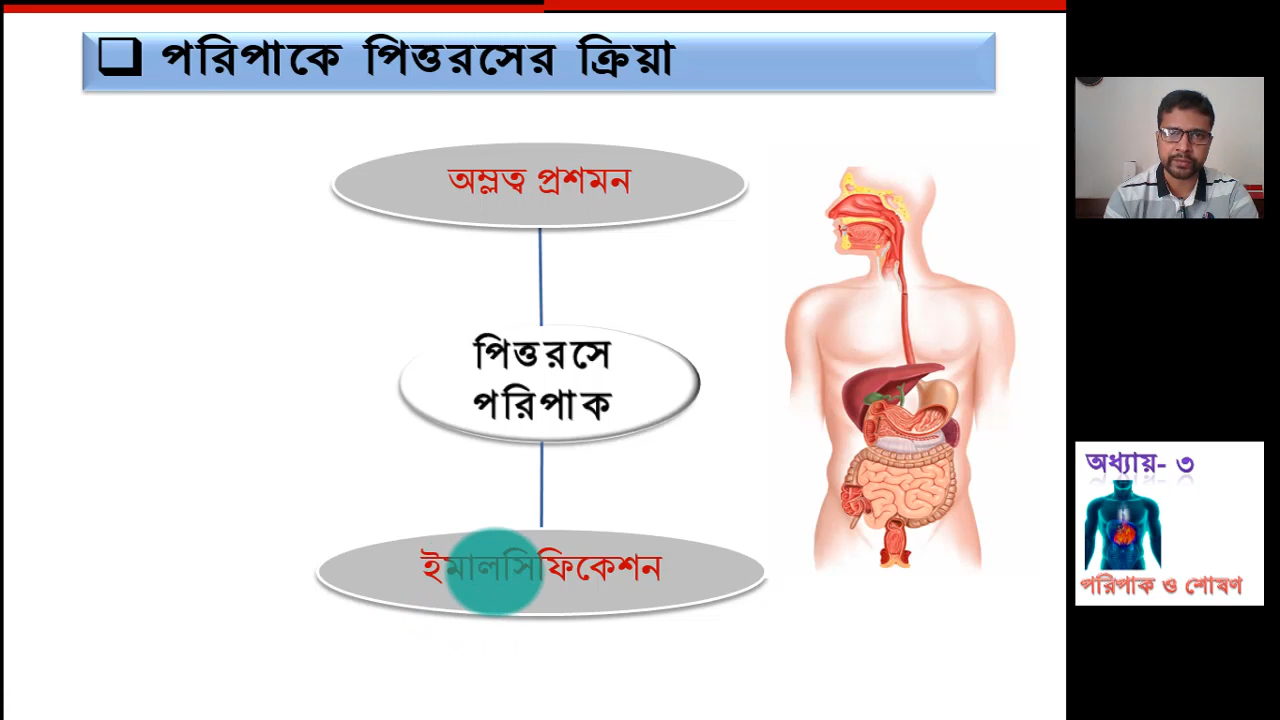 পরিপাকে পিত্তরসের ক্রিয়া
অম্লত্ব প্রশমন
পিত্তরসে
পরিপাক
ইমালসিফিকেশন
অধ্যায়- ৩
পরিপাক ও শোষণ